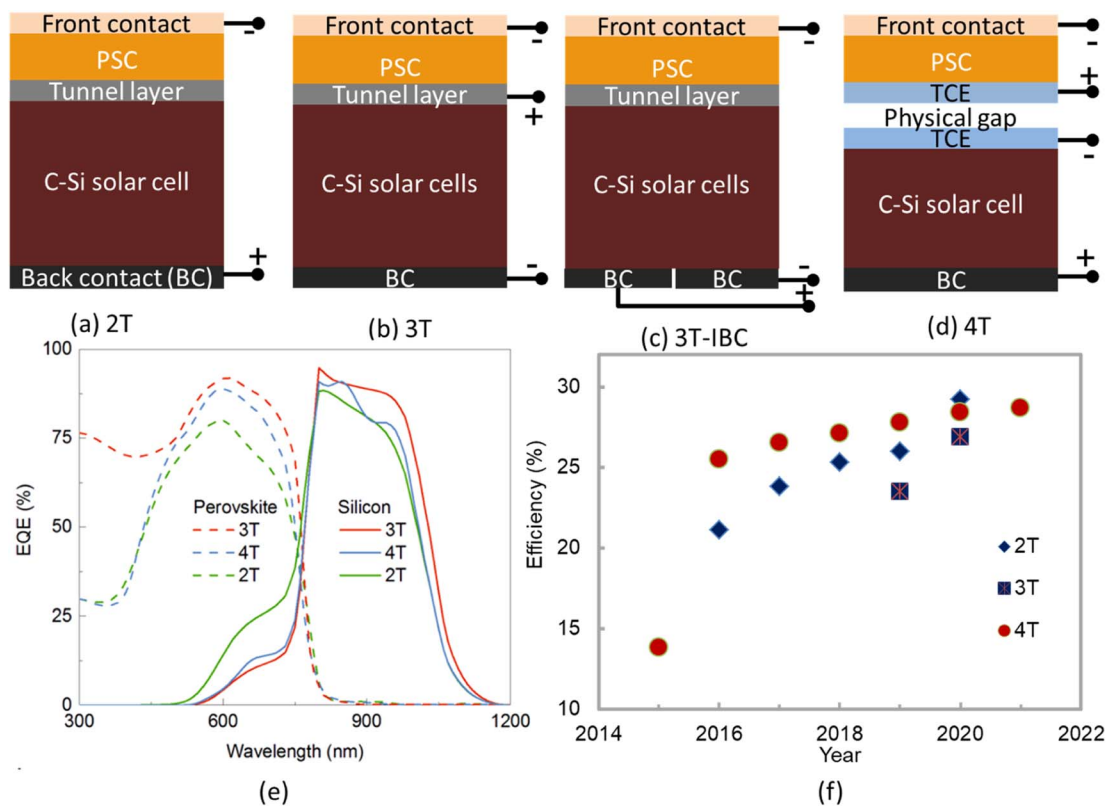 Front contact
-
PSC
Tunnel layer
C-Si solar cell
+
Back contact (BC)
(a) 2T
Front contact
-
PSC
Tunnel layer
+
C-Si solar cells
-
BC
(b) 3T
Front contact
-
PSC
Tunnel layer
C-Si solar cells
BC
BC
-
+
(c) 3T-IBC
Front contact
-
PSC
+
TCE
Physical gap
TCE
-
C-Si solar cell
+
BC
(d) 4T
100
75
50
25
0
EQE (%)
Perovskite
3T
4T
2T
Silicon
3T
4T
2T
300
600
900
1200
Wavelength (nm)
(e)
30
25
20
15
10
Efficiency (%)
2T
3T
4T
2014
2016
2018
2020
2022
Year
(f)